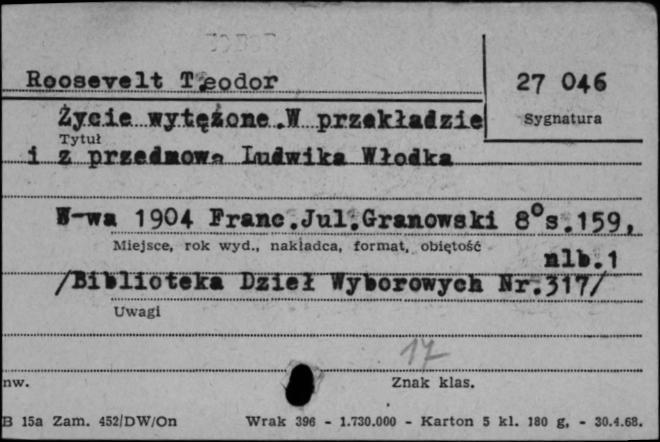 Roosevelt Teodor
27 046
Sygnatura
Życie wytężone.W przekładzie
Tytuł
i z przedmową Ludwika Włodka
W-wa 1904 Franc.Jul.Granowski 8°s.159,
Miejsce, rok wyd., nakładca, format, objętość
nlb.1
/Biblioteka Dzieł Wyborowych Nr.317/
Uwagi
17
nw.
Znak klas.
B 15a Zam. 452/DW/On Wrak 396 - 1.730.000 - Karton 5 kl. 180 g, - 30.4.68.